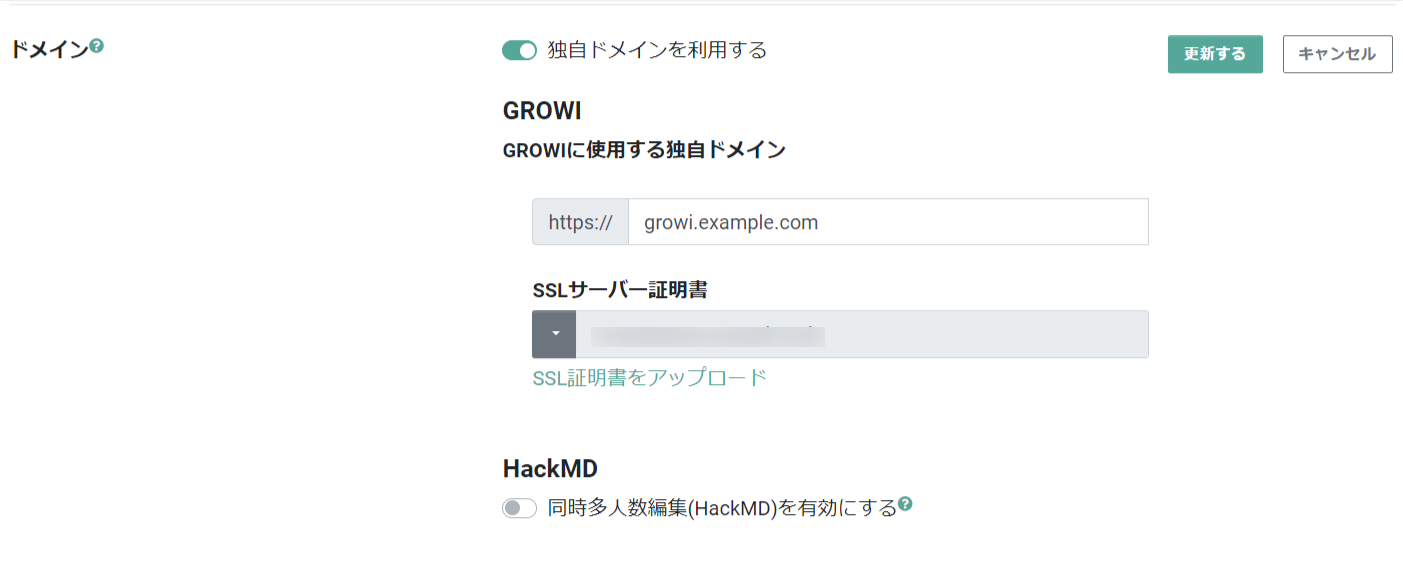 ドメイン
独自ドメインを利用する
更新する
キャンセル
GROWI
GROWIに使用する独自ドメイン
https://
growi.example.com
SSLサーバー証明書
SSL証明書をアップロード
HackMD
同時多人数編集(HackMD)を有効にする